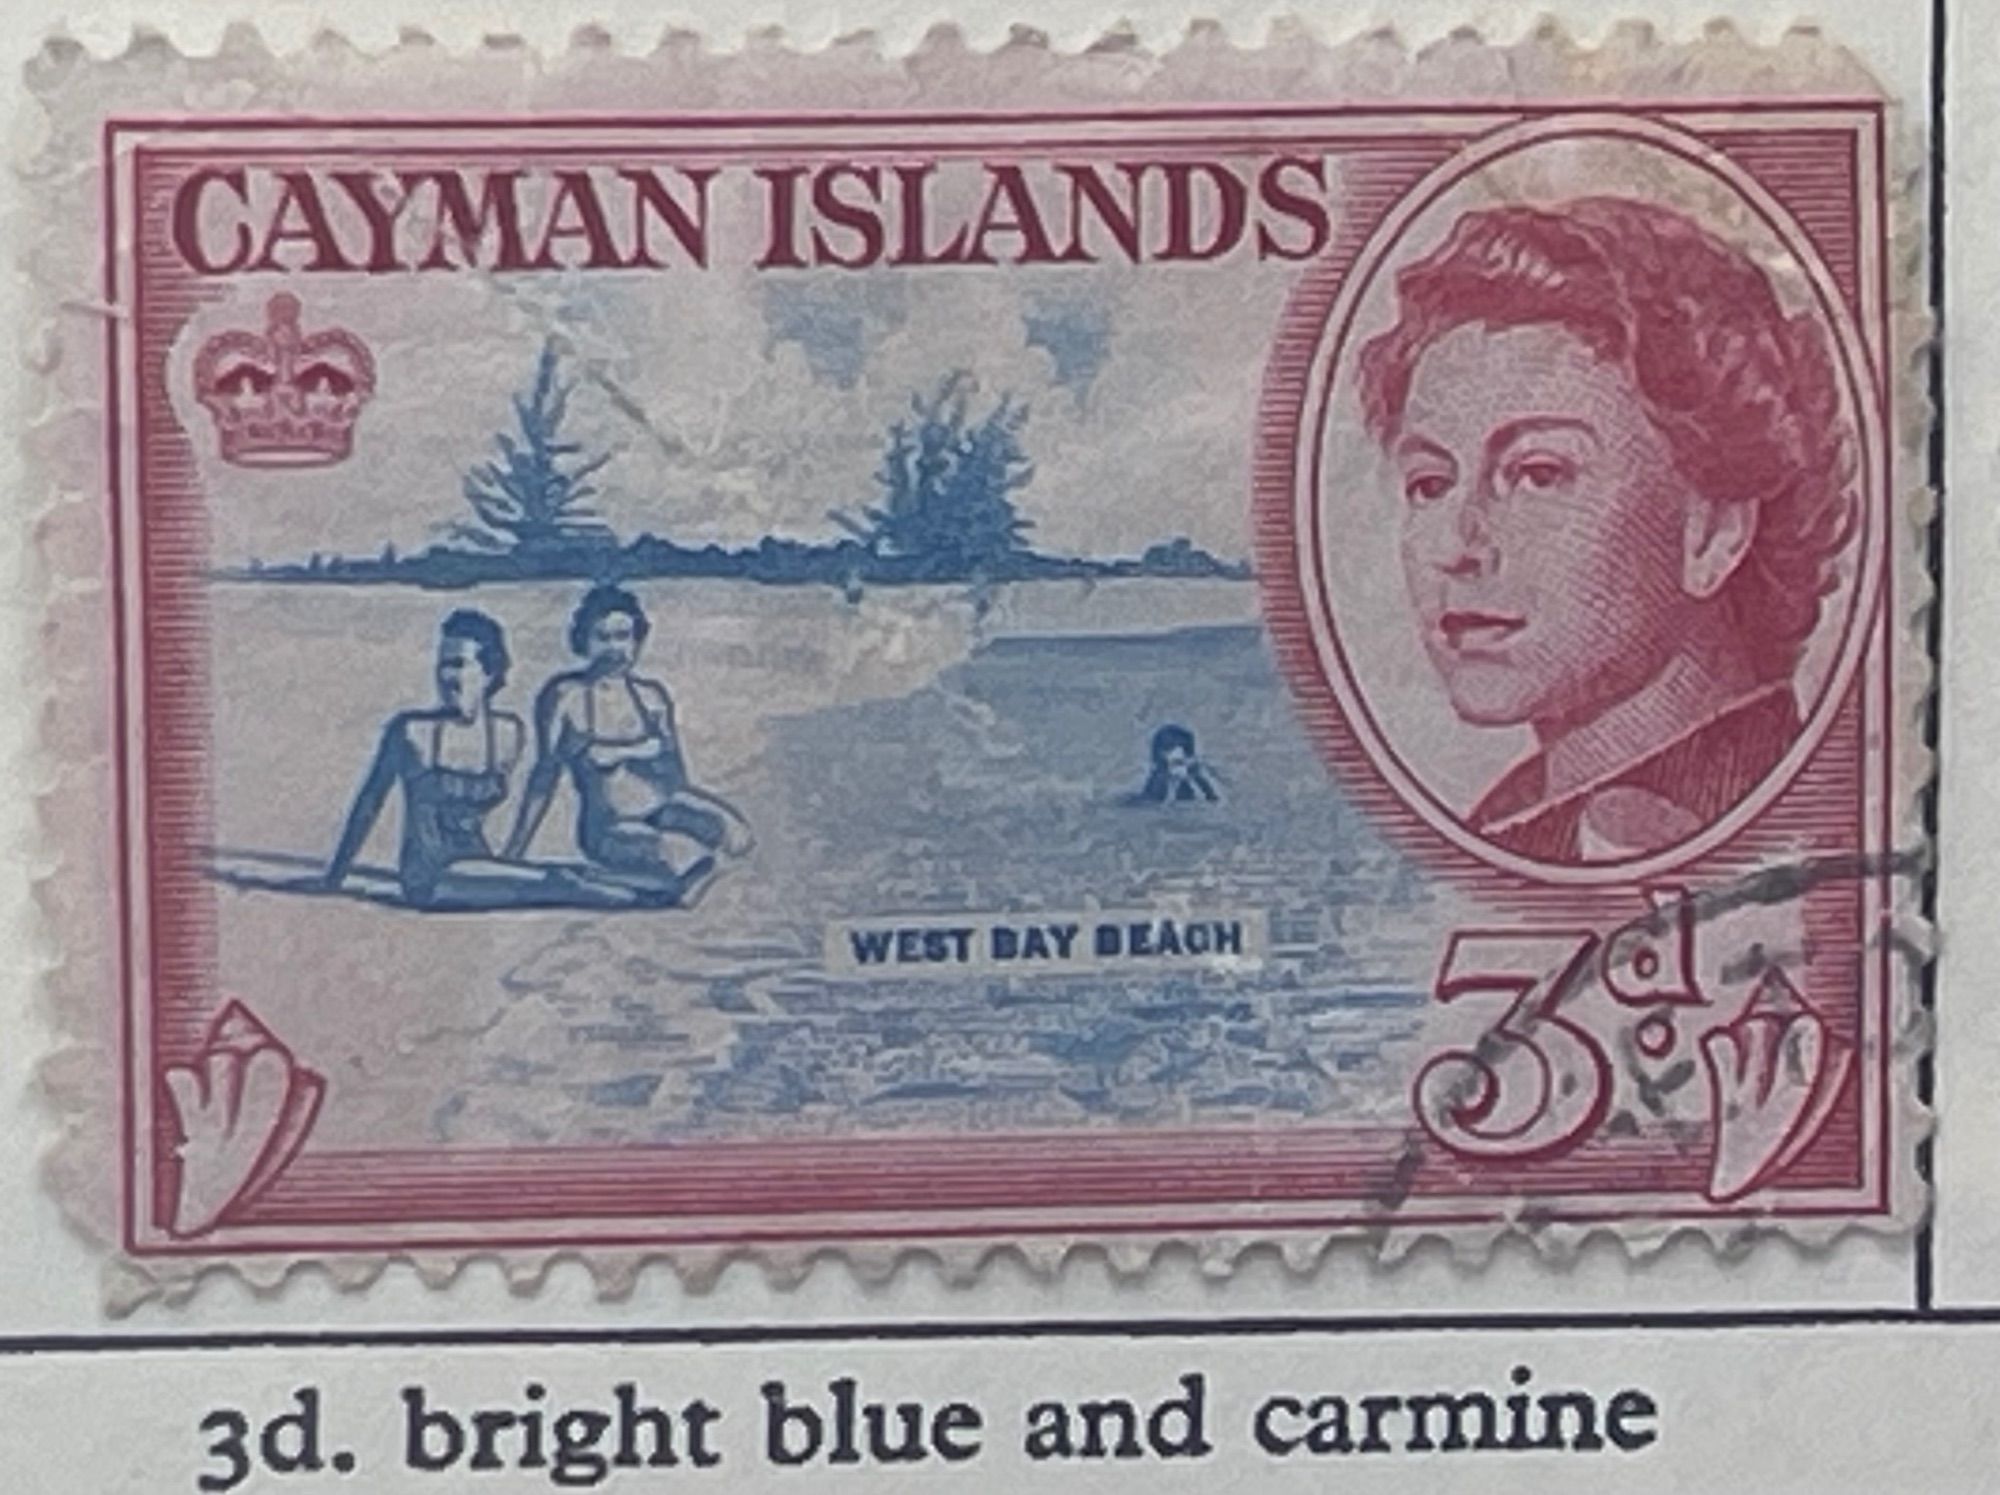 CAYMAN ISLANDS
WEST BAY BEACH
3d.
3d. bright blue and carmine